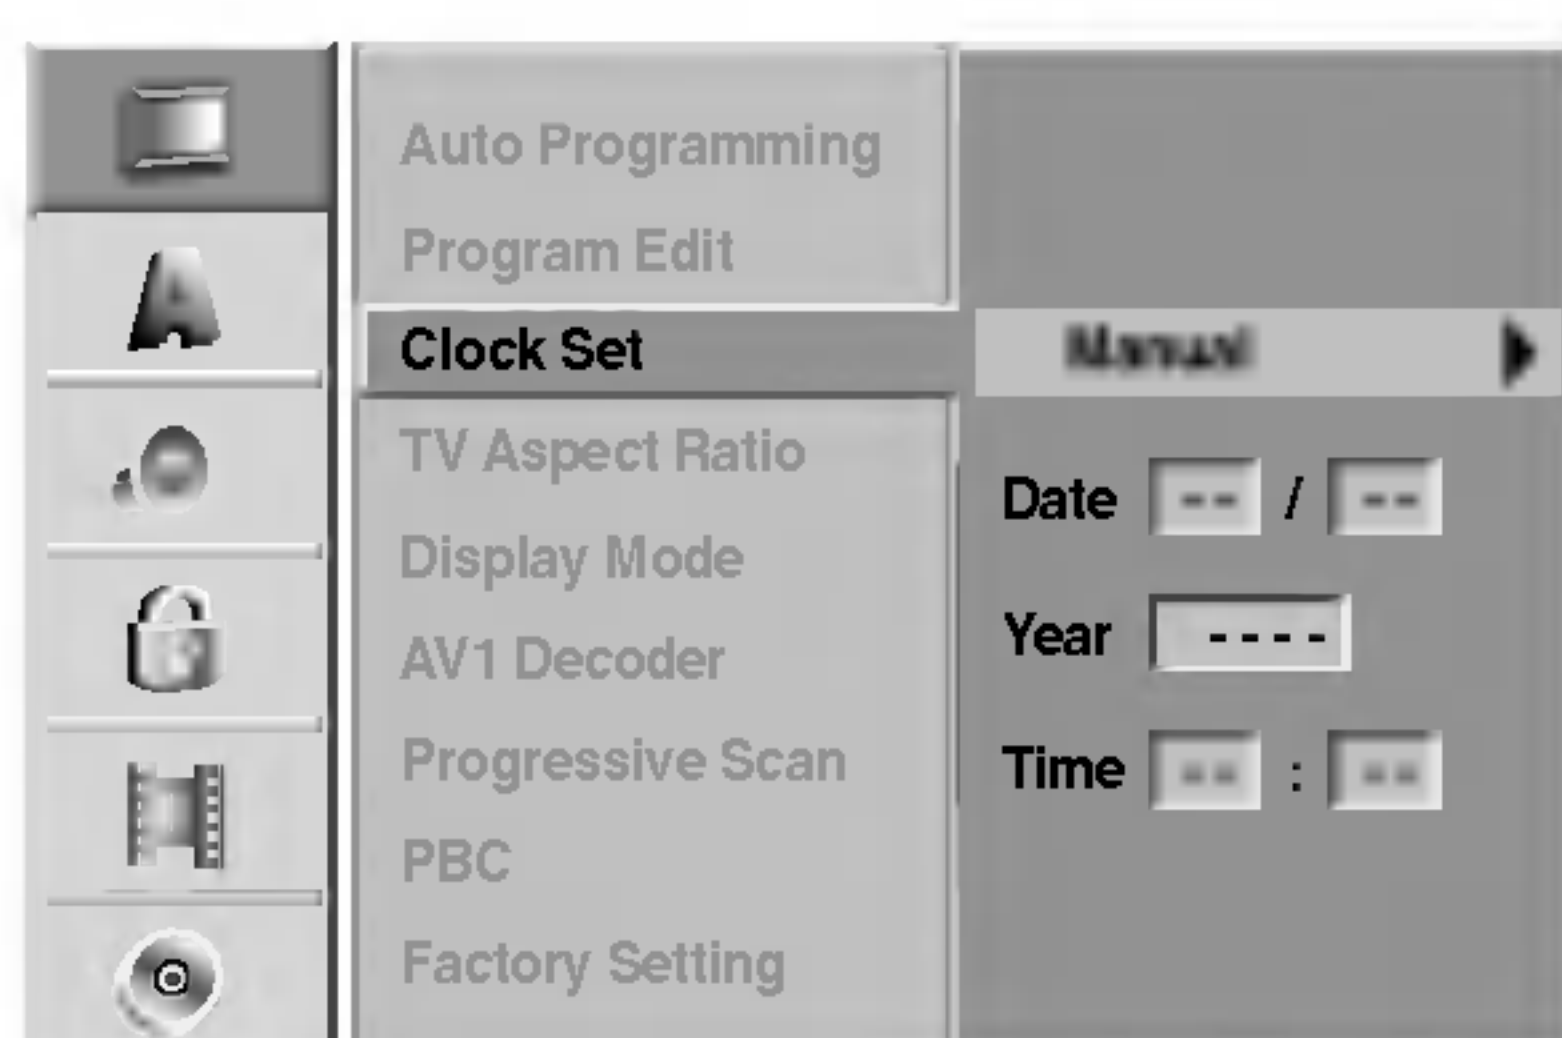 Auto Programming
Program Edit
Clock Set
Manual
TV Aspect Ratio
Display Mode
AV1 Decoder
Progressive Scan
PBC
Factory Setting
Date -- / --
Year ----
Time -- : --